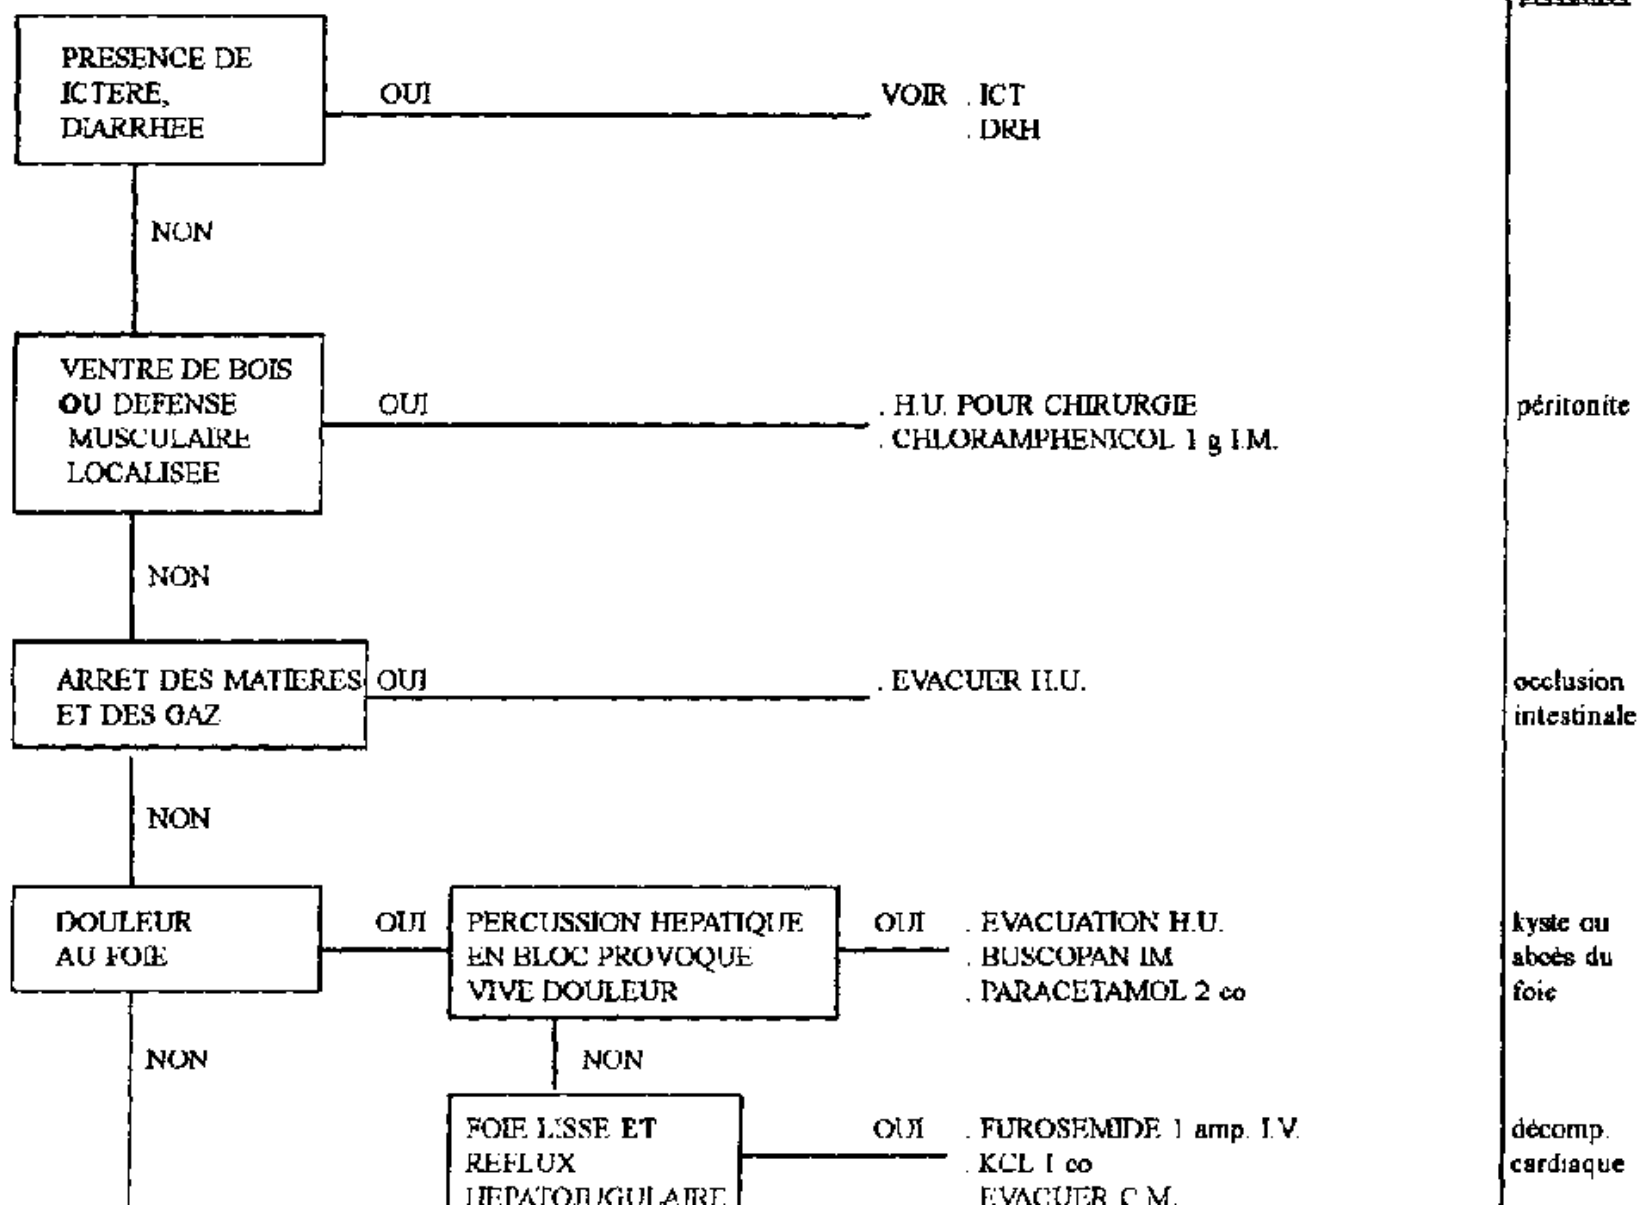 PRESENCE DE
ICTERE,
DIARRHEE
OUI
VOIR . ICT
. DRH
NON
VENTRE DE BOIS
OU DEFENSE
MUSCULAIRE
LOCALISEE
OUI
. H.U. POUR CHIRURGIE
. CHLORAMPHENICOL 1 g I.M.
péritonite
NON
ARRET DES MATIERES
ET DES GAZ
OUI
. EVACUER H.U.
occlusion
intestinale
NON
DOULEUR
AU FOIE
OUI
PERCUSSION HEPATIQUE
EN BLOC PROVOQUE
VIVE DOULEUR
OUI
. EVACUATION H.U.
. BUSCOPAN IM
. PARACETAMOL 2 co
kyste ou
abcès du
foie
NON
NON
FOIE LISSE ET
REFLUX
HEPATOJUGULAIRE
OUI
. FUROSEMIDE 1 amp. I.V.
. KCL 1 co
EVACUER C.M.
décomp.
cardiaque